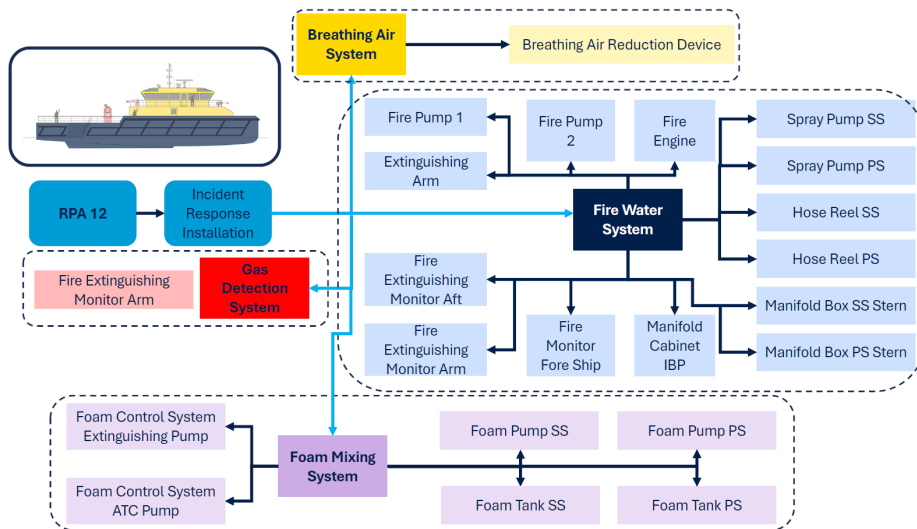 Breathing Air
System
Breathing Air Reduction Device
Fire Pump 1
Fire Pump
2
Fire
Engine
Spray Pump SS
Extinguishing
Arm
Spray Pump PS
RPA 12
Incident
Response
Installation
Fire Water
System
Hose Reel SS
Hose Reel PS
Fire Extinguishing
Monitor Arm
Gas
Detection
System
Fire
Extinguishing
Monitor Aft
Manifold Box SS Stern
Fire
Extinguishing
Monitor Arm
Fire
Monitor
Fore Ship
Manifold
Cabinet
IBP
Manifold Box PS Stern
Foam Control System
Extinguishing Pump
Foam Mixing
System
Foam Pump SS
Foam Pump PS
Foam Control System
ATC Pump
Foam Tank SS
Foam Tank PS